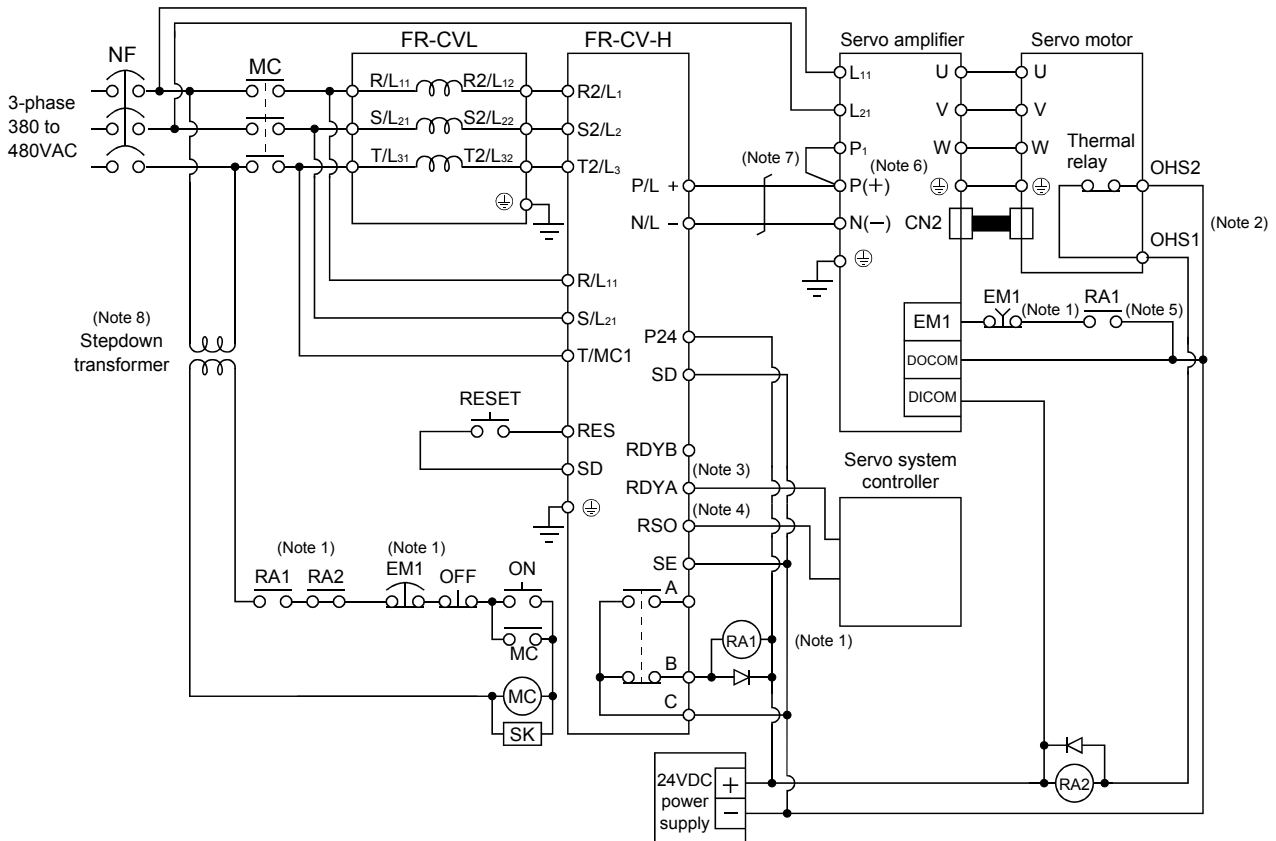 FR-CVL
FR-CV-H
Servo amplifier
Servo motor
NF
MC
3-phase
380 to
480VAC
R/L11
R2/L12
R2/L1
S/L21
S2/L22
S2/L2
T/L31
T2/L32
T2/L3
L11
L21
P1
P(+)
N(−)
(Note 7)
(Note 6)
U
V
W
U
V
W
CN2
Thermal
relay
OHS2
OHS1
(Note 2)
P/L +
N/L −
R/L11
S/L21
T/MC1
P24
SD
EM1
DOCOM
DICOM
EM1
(Note 1)
RA1
(Note 5)
(Note 8)
Stepdown
transformer
RESET
RES
SD
RDYB
RDYA
(Note 3)
RSO
(Note 4)
SE
Servo system
controller
(Note 1)
(Note 1)
RA1
RA2
EM1
OFF
ON
MC
MC
SK
A
B
C
RA1
(Note 1)
24VDC
power
supply
+
−
RA2